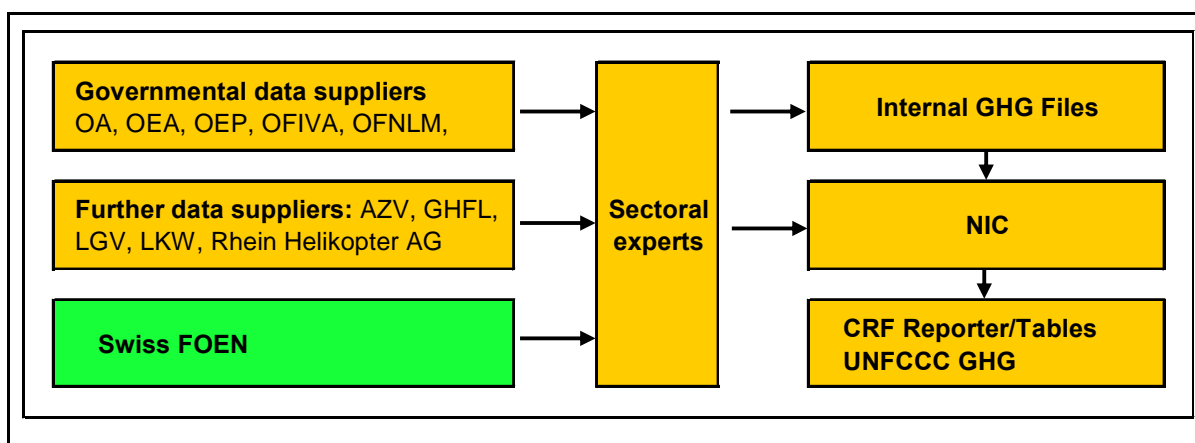 Governmental data suppliers
OA, OEA, OEP, OFIVA, OFNLM,
Further data suppliers: AZV, GHFL,
LGV, LKW, Rhein Helikopter AG
Swiss FOEN
Sectoral
experts
Internal GHG Files
NIC
CRF Reporter/Tables
UNFCCC GHG